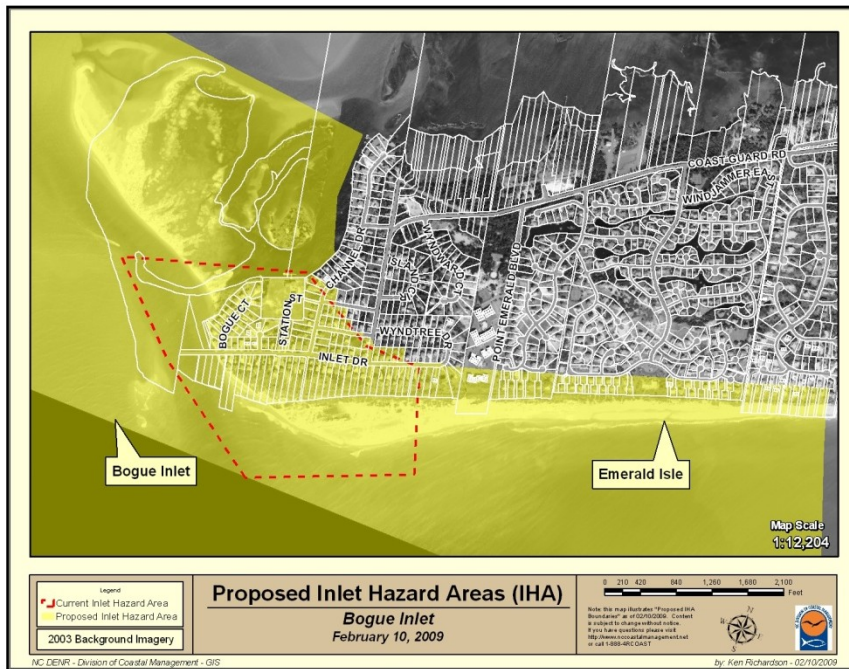 COAST GUARD RD
WINDJAMMER EA
ST
CHANNEL DR
WYNDWARD CT
ISLAND CIR
POINT EMERALD BLVD
BOGUE CT
STATION ST
WYNDTREE DR
INLET DR
Bogue Inlet
Emerald Isle
Map Scale
1:12,204
Legend
Current Inlet Hazard Area
Proposed Inlet Hazard Area
2003 Background Imagery
Proposed Inlet Hazard Areas (IHA)
Bogue Inlet
February 10, 2009
0 210 420 840 1,260 1,680 2,100
Feet
Note: this map illustrates "Proposed IHA
Boundaries" as of 02/10/2009. Content
is subject to change without notice.
If you have questions please visit
http://www.nccoastalmanagement.net
or call 1-888-4RCOAST
NC DENR - Division of Coastal Management - GIS
by: Ken Richardson - 02/10/2009